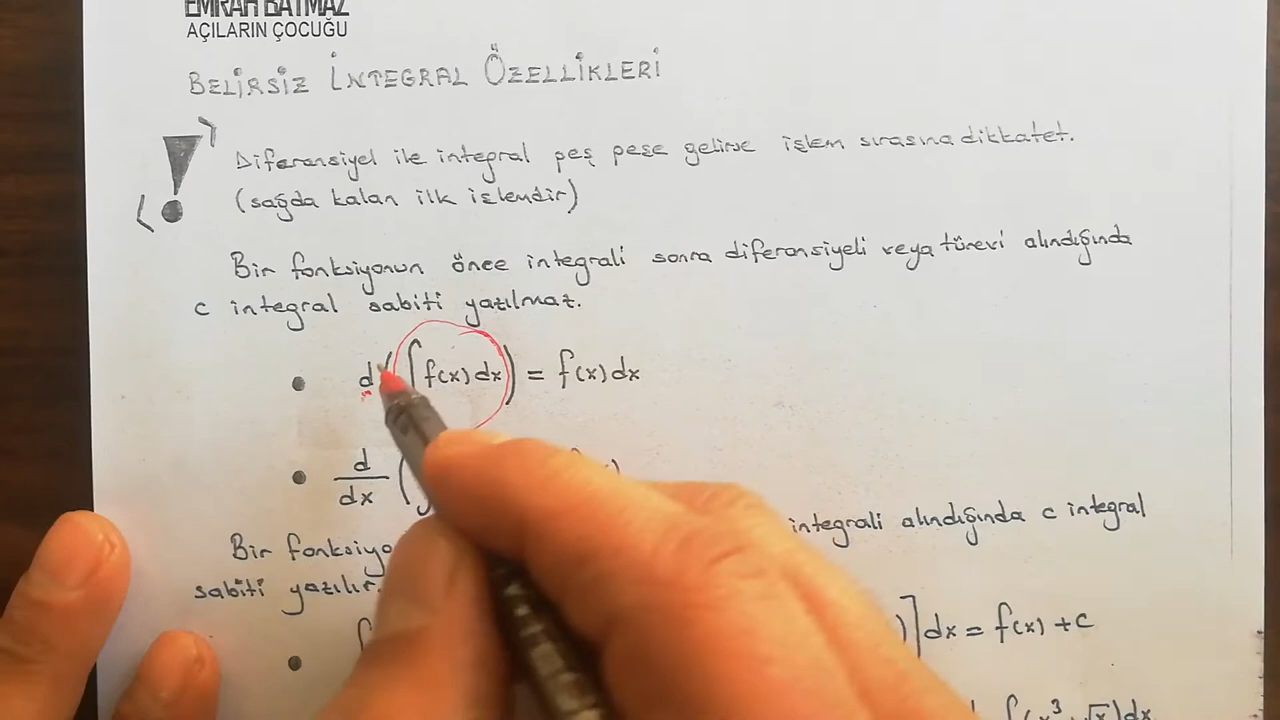 EMRAH BATMAZ
AÇILARIN ÇOCUĞU
BELİRSİZ İNTEGRAL ÖZELLİKLERİ
Diferansiyel ile integral peş peşe gelirse işlem sırasına dikkat et.
(sağda kalan ilk işlemdir)
Bir fonksiyonun önce integrali sonra diferansiyeli veya türevi alındığında
c integral sabiti yazılmaz.
• d(∫f(x)dx) = f(x)dx
• d/dx (
Bir integrali alındığında c integral
sabiti yazılır.
• ∫ )]dx = f(x) + c
∫(x³ √x)dx